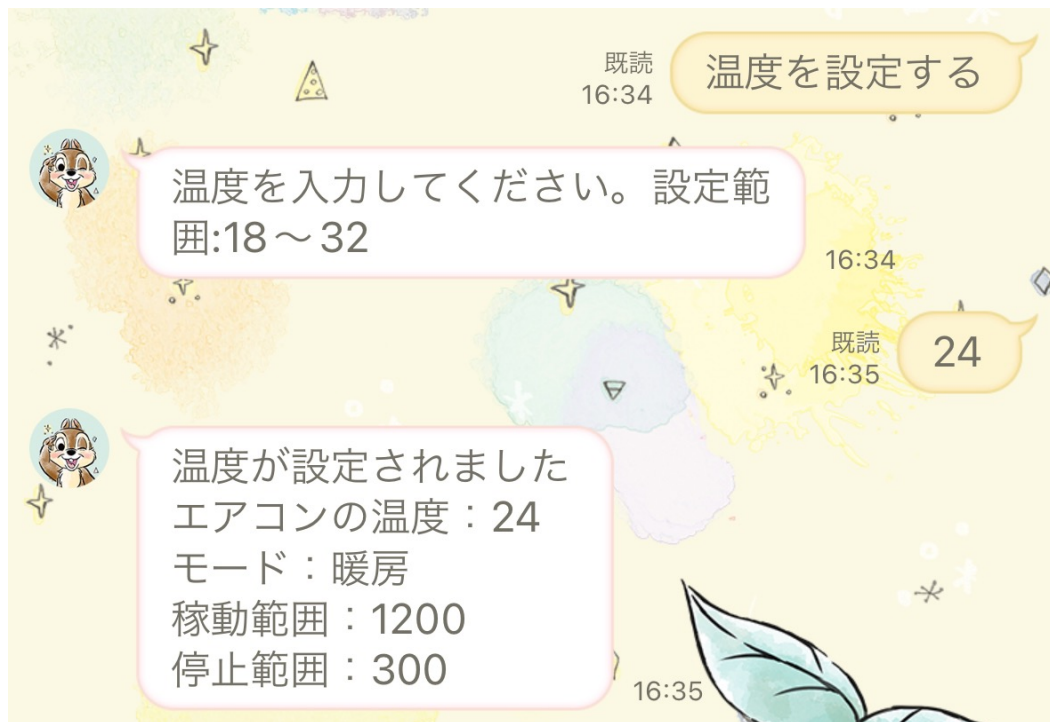 温度を設定する
既読
16:34
温度を入力してください。設定範
囲:18～32
16:34
24
既読
16:35
温度が設定されました
エアコンの温度：24
モード：暖房
稼動範囲：1200
停止範囲：300
16:35